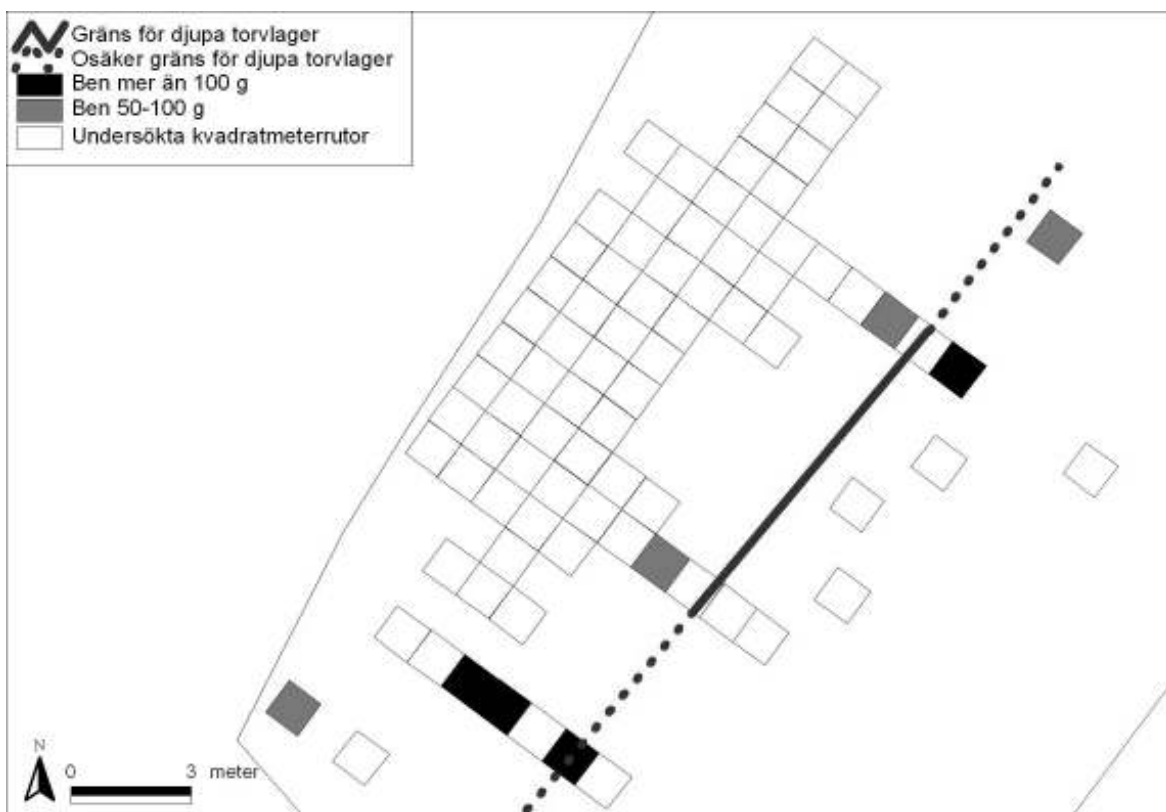 Gräns för djupa torvlager
Osäker gräns för djupa torvlager
Ben mer än 100 g
Ben 50-100 g
Undersökta kvadratmeterrutor
N
0 3 meter